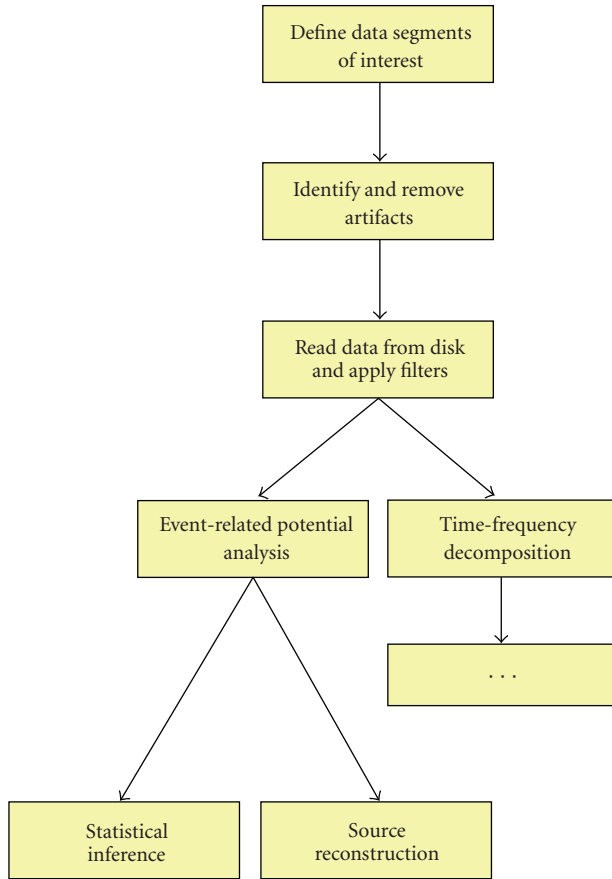 Define data segments
of interest
Identify and remove
artifacts
Read data from disk
and apply filters
Event-related potential
analysis
Time-frequency
decomposition
. . .
Statistical
inference
Source
reconstruction